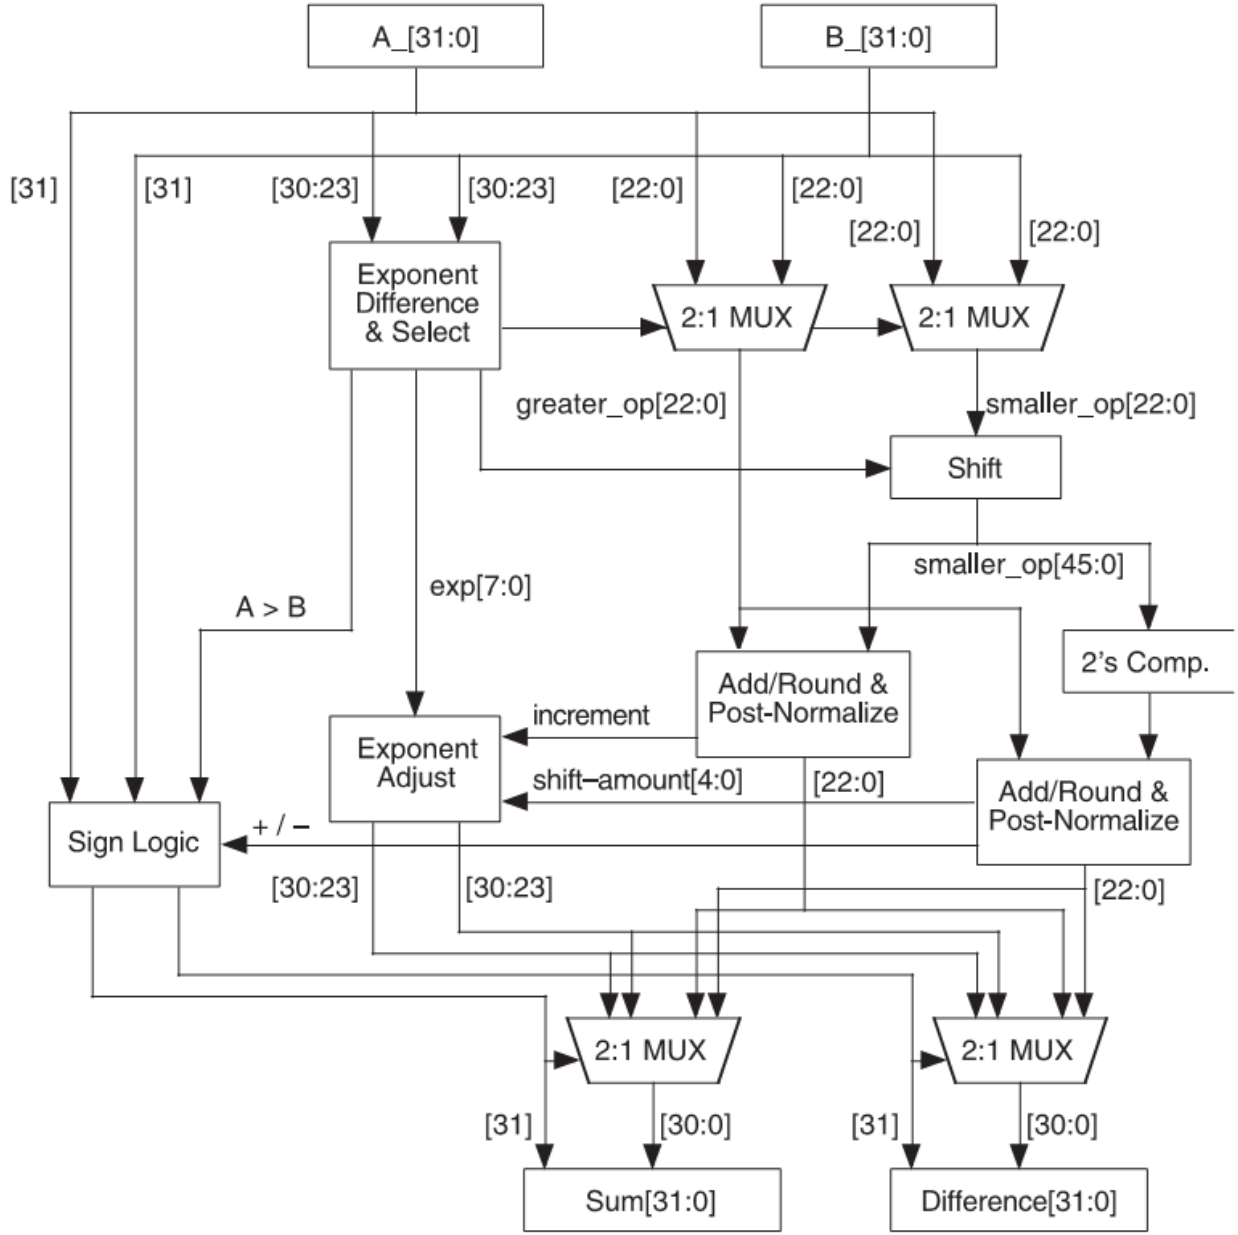 A_[31:0]
B_[31:0]
[31]
[31]
[30:23]
[30:23]
[22:0]
[22:0]
[22:0]
[22:0]
Exponent
Difference
& Select
2:1 MUX
2:1 MUX
greater_op[22:0]
smaller_op[22:0]
Shift
smaller_op[45:0]
exp[7:0]
A > B
2's Comp.
Add/Round &
Post-Normalize
increment
Exponent
Adjust
shift–amount[4:0]
[22:0]
Add/Round &
Post-Normalize
Sign Logic
+ / –
[30:23]
[30:23]
[22:0]
2:1 MUX
2:1 MUX
[31]
[30:0]
[31]
[30:0]
Sum[31:0]
Difference[31:0]